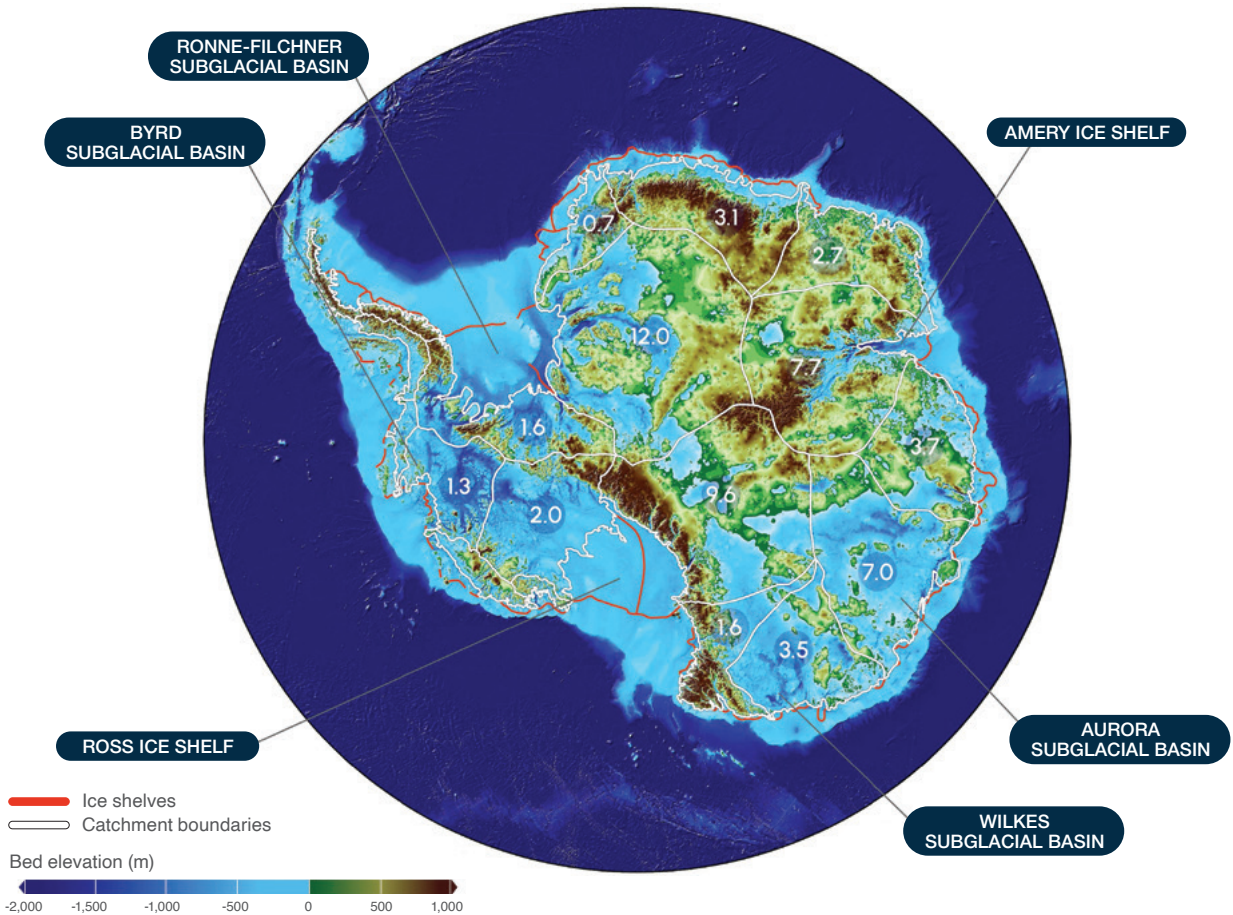 RONNE-FILCHNER
SUBGLACIAL BASIN
BYRD
SUBGLACIAL BASIN
AMERY ICE SHELF
0.7
3.1
2.7
12.0
7.7
1.6
3.7
1.3
2.0
9.6
7.0
1.6
3.5
ROSS ICE SHELF
AURORA
SUBGLACIAL BASIN
WILKES
SUBGLACIAL BASIN
Ice shelves
Catchment boundaries
Bed elevation (m)
-2,000 -1,500 -1,000 -500 0 500 1,000